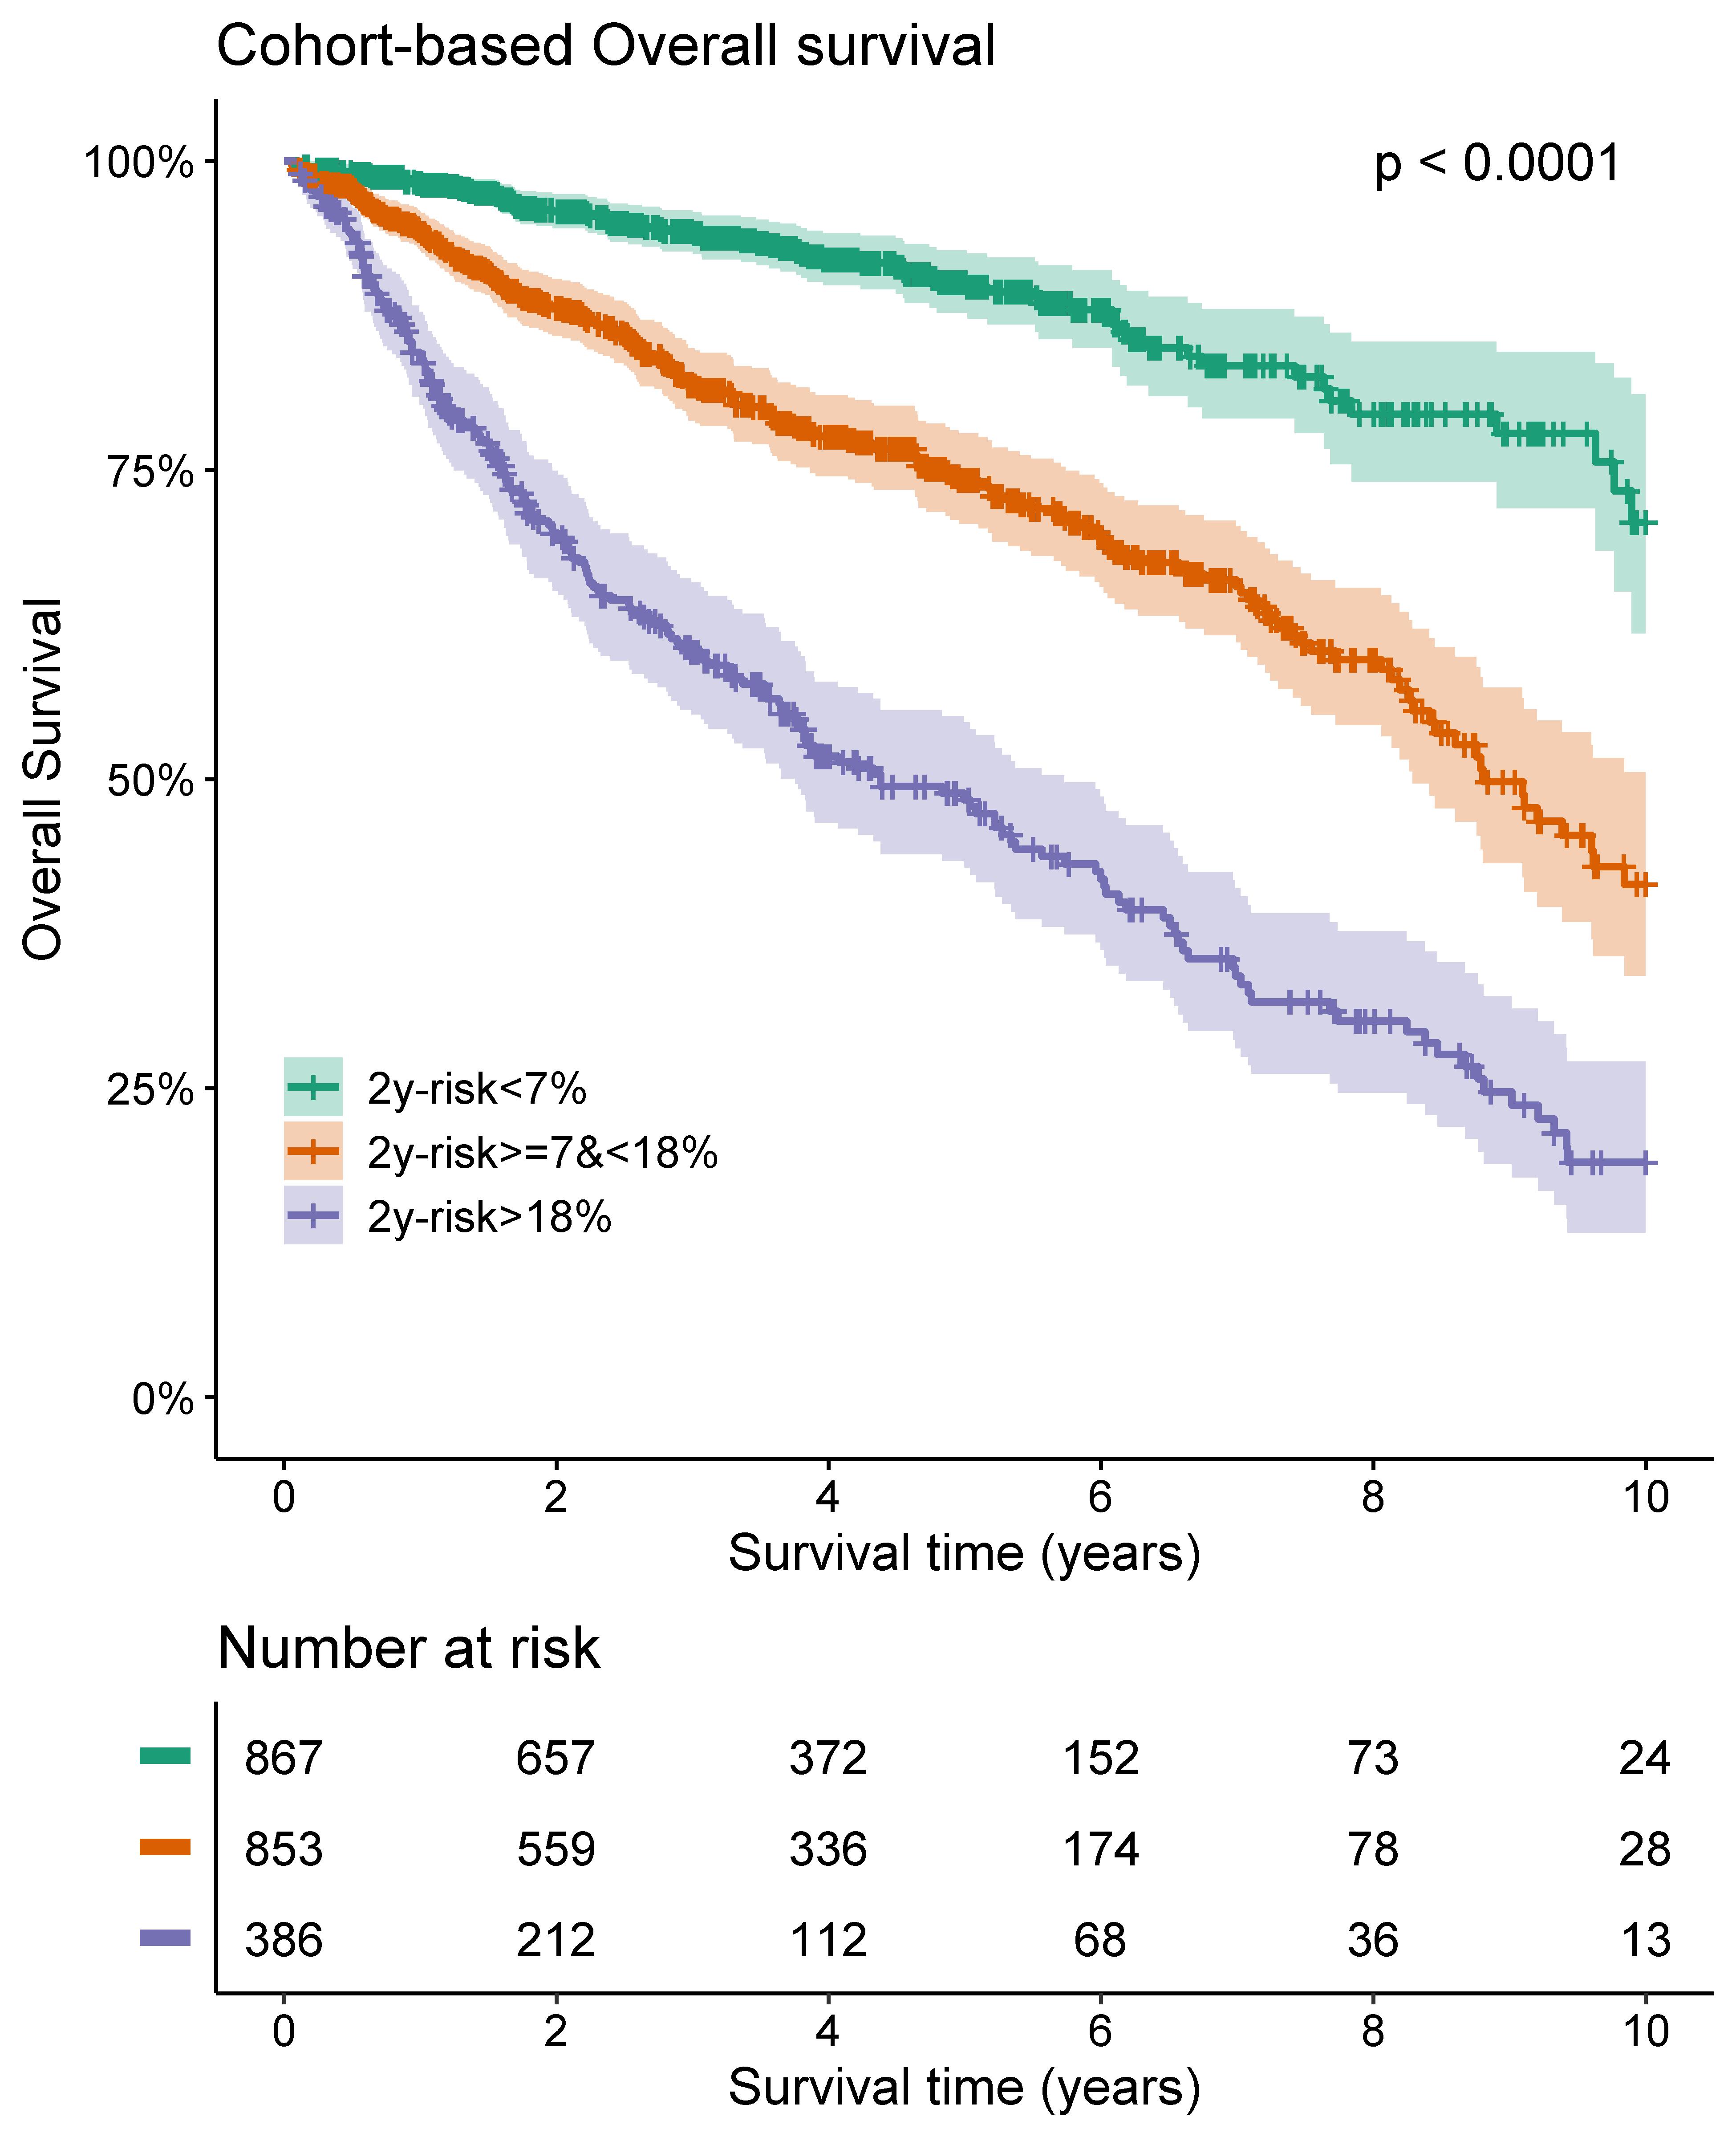 Cohort-based Overall survival
p < 0.0001
100%
75%
50%
25%
0%
Overall Survival
2y-risk<7%
2y-risk>=7&<18%
2y-risk>18%
0 2 4 6 8 10
Survival time (years)
Number at risk
867 657 372 152 73 24
853 559 336 174 78 28
386 212 112 68 36 13
0 2 4 6 8 10
Survival time (years)